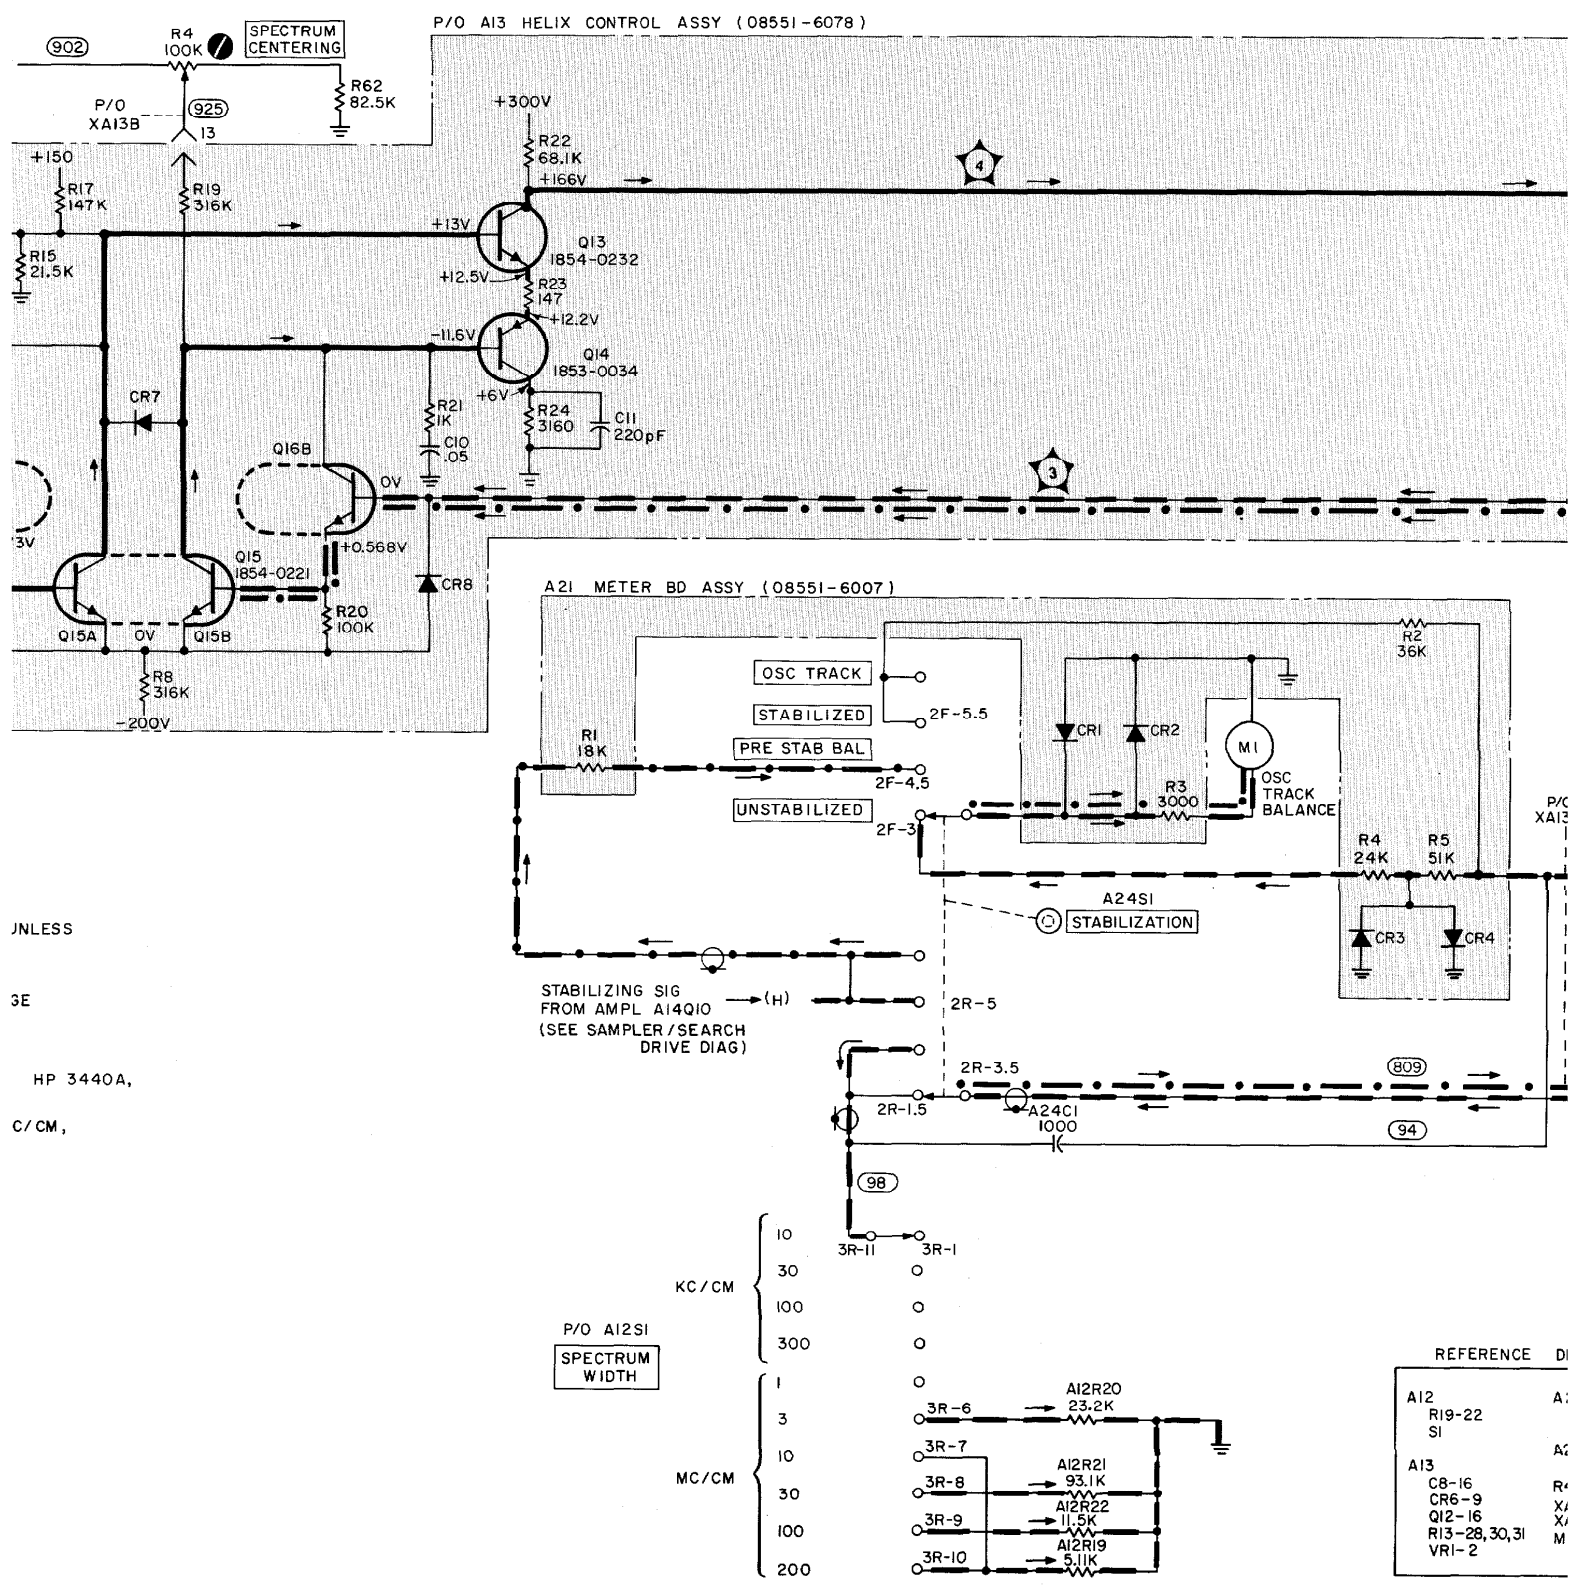 P/O A13 HELIX CONTROL ASSY (08551-6078)
902
R4
100K
SPECTRUM
CENTERING
R62
82.5K
P/O
XA13B
925
13
+150
R17
147K
R19
316K
R15
21.5K
+300V
R22
68.1K
+166V
4
+13V
Q13
1854-0232
+12.5V
R23
147
+12.2V
-11.6V
Q14
1853-0034
+6V
R24
3160
C11
220pF
R21
1K
C10
.05
CR7
Q16B
0V
3
3V
+0.568V
Q15
1854-0221
Q15A
0V
Q15B
R20
100K
CR8
R8
316K
-200V
A21 METER BD ASSY (08551-6007)
R2
36K
OSC TRACK
STABILIZED
2F-5.5
PRE STAB BAL
2F-4.5
UNSTABILIZED
2F-3
R1
18K
CR1
CR2
M1
R3
3000
OSC
TRACK
BALANCE
P/O
XA13
R4
24K
R5
51K
CR3
CR4
A24S1
STABILIZATION
JNLESS
GE
HP 3440A,
C/CM,
STABILIZING SIG
FROM AMPL A14Q10
(SEE SAMPLER/SEARCH
DRIVE DIAG)
(H)
2R-5
2R-3.5
2R-1.5
809
A24C1
1000
94
98
3R-11
3R-1
KC/CM
10
30
100
300
P/O A12S1
SPECTRUM
WIDTH
MC/CM
1
3
10
30
100
200
3R-6
3R-7
3R-8
3R-9
3R-10
A12R20
23.2K
A12R21
93.1K
A12R22
11.5K
A12R19
5.11K
REFERENCE D
A12
R19-22
S1
A13
C8-16
CR6-9
Q12-16
R13-28,30,31
VR1-2
A2
R4
XA
XA
M